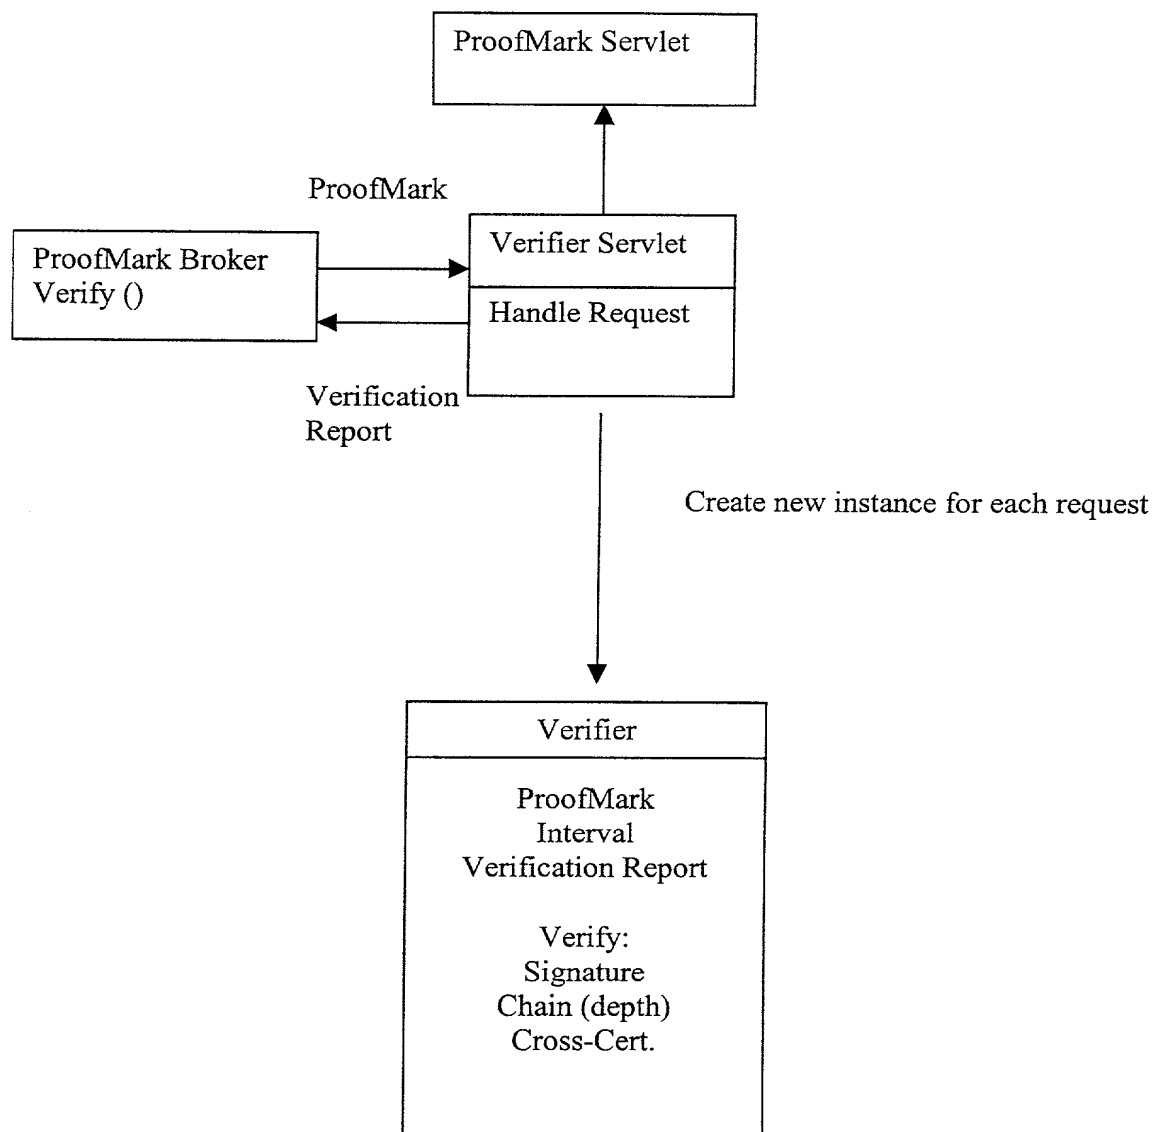 ProofMark Servlet
ProofMark
Verifier Servlet
ProofMark Broker
Verify ()
Handle Request
Verification
Report
Create new instance for each request
Verifier
ProofMark
Interval
Verification Report
Verify:
Signature
Chain (depth)
Cross-Cert.